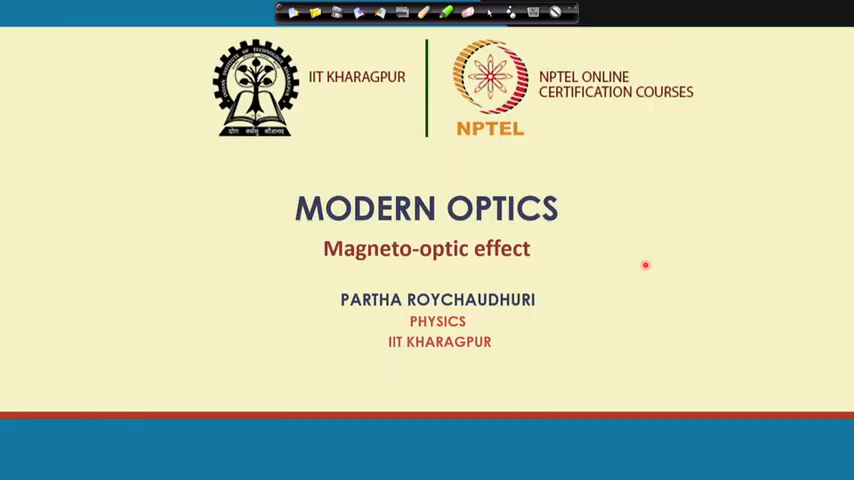 IIT KHARAGPUR
NPTEL ONLINE
CERTIFICATION COURSES
NPTEL
MODERN OPTICS
Magneto-optic effect
PARTHA ROYCHAUDHURI
PHYSICS
IIT KHARAGPUR